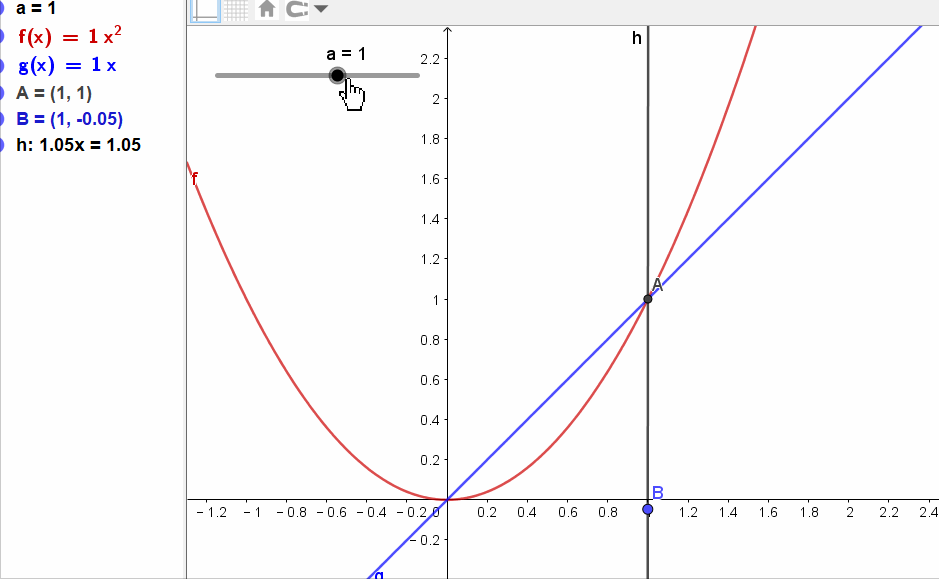 a = 1
f(x) = 1 x²
g(x) = 1 x
A = (1, 1)
B = (1, -0.05)
h: 1.05x = 1.05
a = 1
h
2.2
2
1.8
1.6
f
1.4
1.2
A
1
0.8
0.6
0.4
0.2
B
−1.2 −1 −0.8 −0.6 −0.4 −0.2 0 0.2 0.4 0.6 0.8 1.2 1.4 1.6 1.8 2 2.2 2.4
−0.2
g